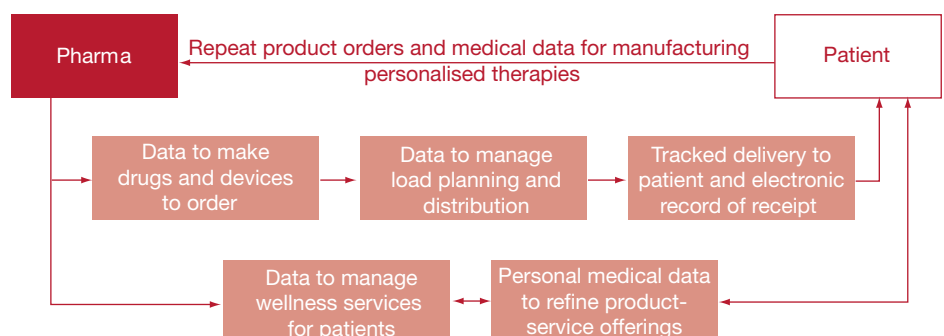 Pharma
Repeat product orders and medical data for manufacturing
personalised therapies
Patient
Data to make
drugs and devices
to order
Data to manage
load planning and
distribution
Tracked delivery to
patient and electronic
record of receipt
Data to manage
wellness services
for patients
Personal medical data
to refine product-
service offerings